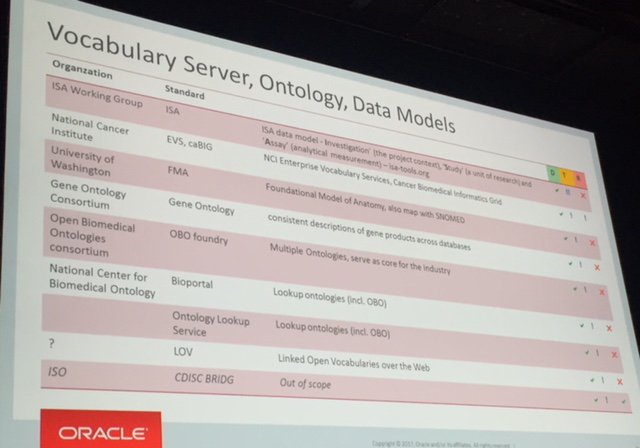 Vocabulary Server, Ontology, Data Models
Organzation Standard
D T R
ISA Working Group ISA ISA data model - Investigation' (the project context), 'Study' (a unit of research) and
'Assay' (analytical measurement) – isa-tools.org
National Cancer
Institute EVS, caBIG NCI Enterprise Vocabulary Services, Cancer Biomedical Informatics Grid
University of
Washington FMA Foundational Model of Anatomy, also map with SNOMED
Gene Ontology
Consortium Gene Ontology consistent descriptions of gene products across databases
Open Biomedical
Ontologies
consortium OBO foundry Multiple Ontologies, serve as core for the industry
National Center for
Biomedical Ontology Bioportal Lookup ontologies (incl. OBO)
Ontology Lookup
Service Lookup ontologies (incl. OBO)
? LOV Linked Open Vocabularies over the Web
ISO CDISC BRIDG Out of scope
ORACLE
Copyright © 2017, Oracle and/or its affiliates. All rights reserved.